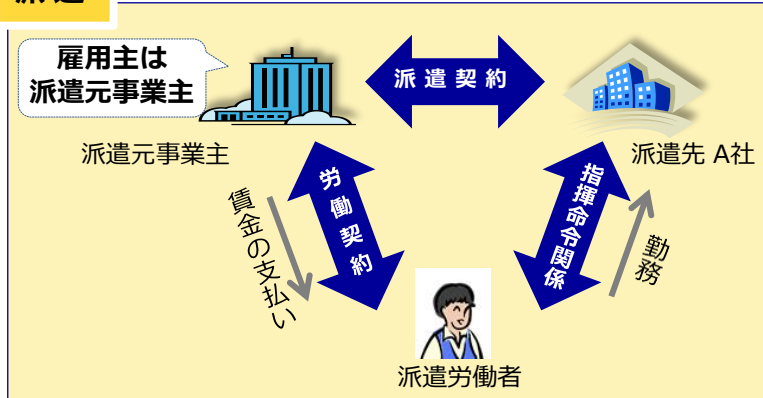 派遣
雇用主は
派遣元事業主
派遣契約
派遣元事業主
派遣先 A社
労働契約
指揮命令関係
賃金の支払い
勤務
派遣労働者